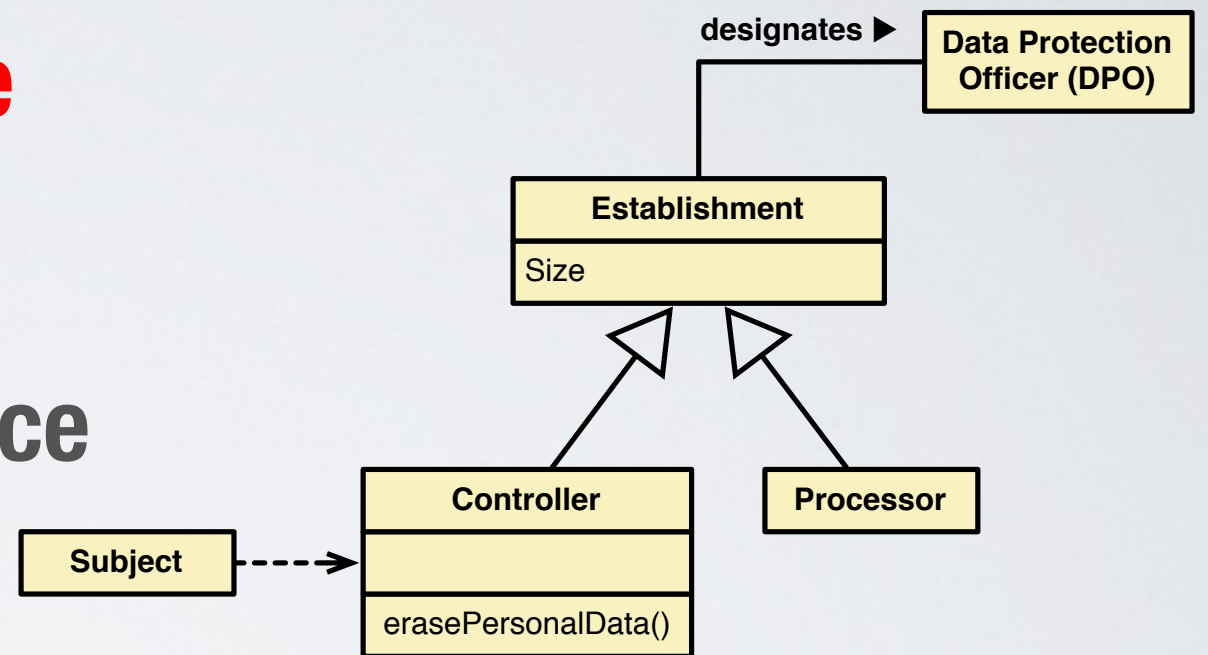 designates ▶
Data Protection
Officer (DPO)
e
Establishment
Size
ce
Controller
Processor
Subject
erasePersonalData()